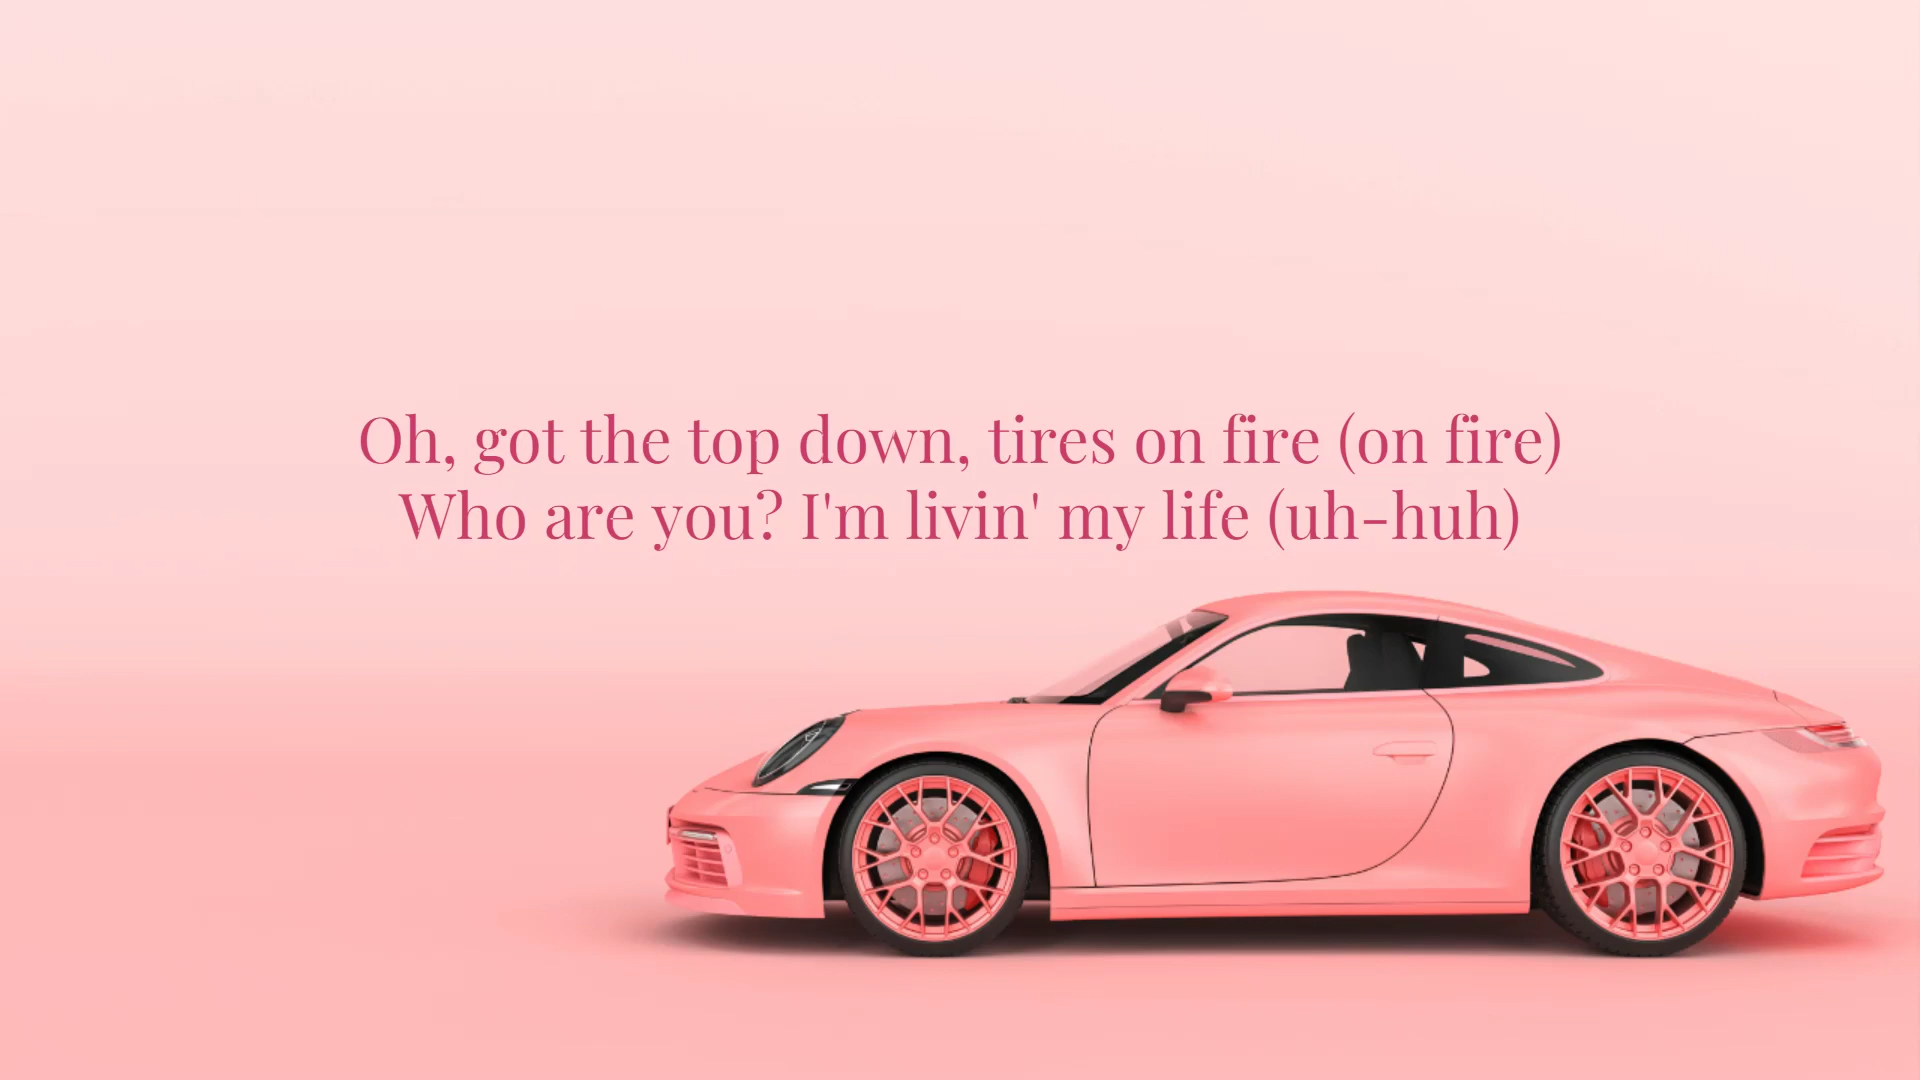 Oh, got the top down, tires on fire (on fire)
Who are you? I'm livin' my life (uh-huh)